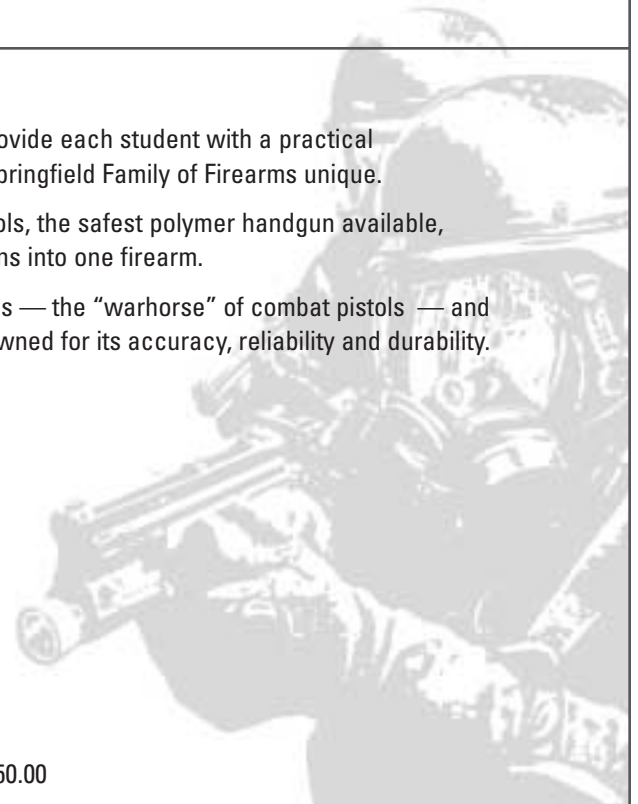 ovide each student with a practical
pringfield Family of Firearms unique.
ols, the safest polymer handgun available,
ns into one firearm.
s — the “warhorse” of combat pistols — and
wned for its accuracy, reliability and durability.
50.00